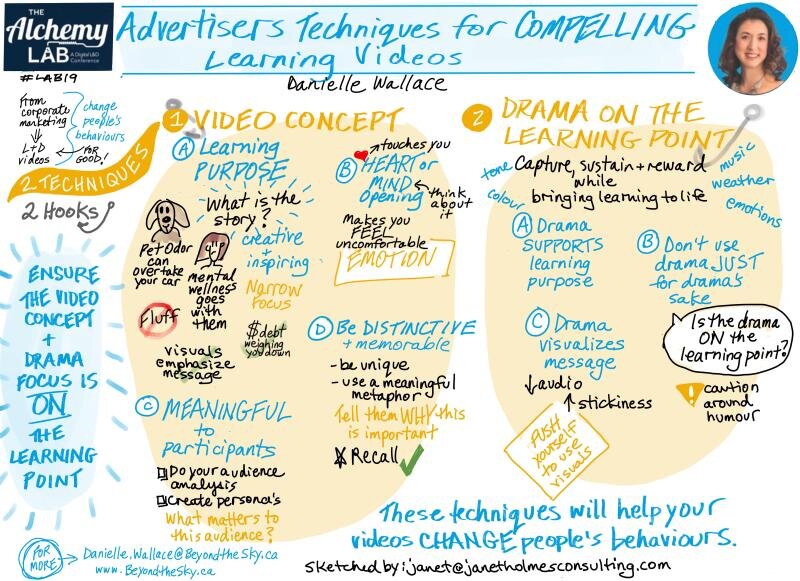 THE
Alchemy
LAB
A Digital L&D
Conference
#LAB19
Advertisers Techniques for COMPELLING
Learning Videos
Danielle Wallace
From
corporate
marketing
L+D
videos
change
people's
behaviours
FOR
GOOD!
2 TECHNIQUES
2 HOOKS
ENSURE
THE VIDEO
CONCEPT
+
DRAMA
FOCUS IS
ON
THE
LEARNING
POINT
1 VIDEO CONCEPT
A Learning
PURPOSE
What is the
story?
Pet Odor
can
overtake
your car
mental
wellness
goes
with
them
creative
+
inspiring
Narrow
Focus
Fluff
visuals
emphasize
message
$ debt
weighing
you down
B HEART or
MIND
opening
touches you
think
about
it
Makes you
FEEL
uncomfortable
EMOTION
C MEANINGFUL
to
participants
Do your audience
analysis
Create persona's
What matters to
this audience?
D Be DISTINCTIVE
+ memorable
- be unique
- use a meaningful
metaphor
Tell them WHY this
is important
Recall
2 DRAMA ON THE
LEARNING POINT
tone
colour
Capture, sustain + reward
while
bringing learning to life
music
weather
emotions
A Drama
SUPPORTS
learning
purpose
B Don't use
drama JUST
for drama's
sake
C Drama
visualizes
message
↓audio
↑stickiness
Is the drama
ON the
learning point?
! caution
around
humour
PUSH
yourself
to use
visuals
These techniques will help your
videos CHANGE people's behaviours.
FOR
MORE
Danielle.Wallace@BeyondtheSky.ca
www.BeyondtheSky.ca
Sketched by: janet@janetholmesconsulting.com